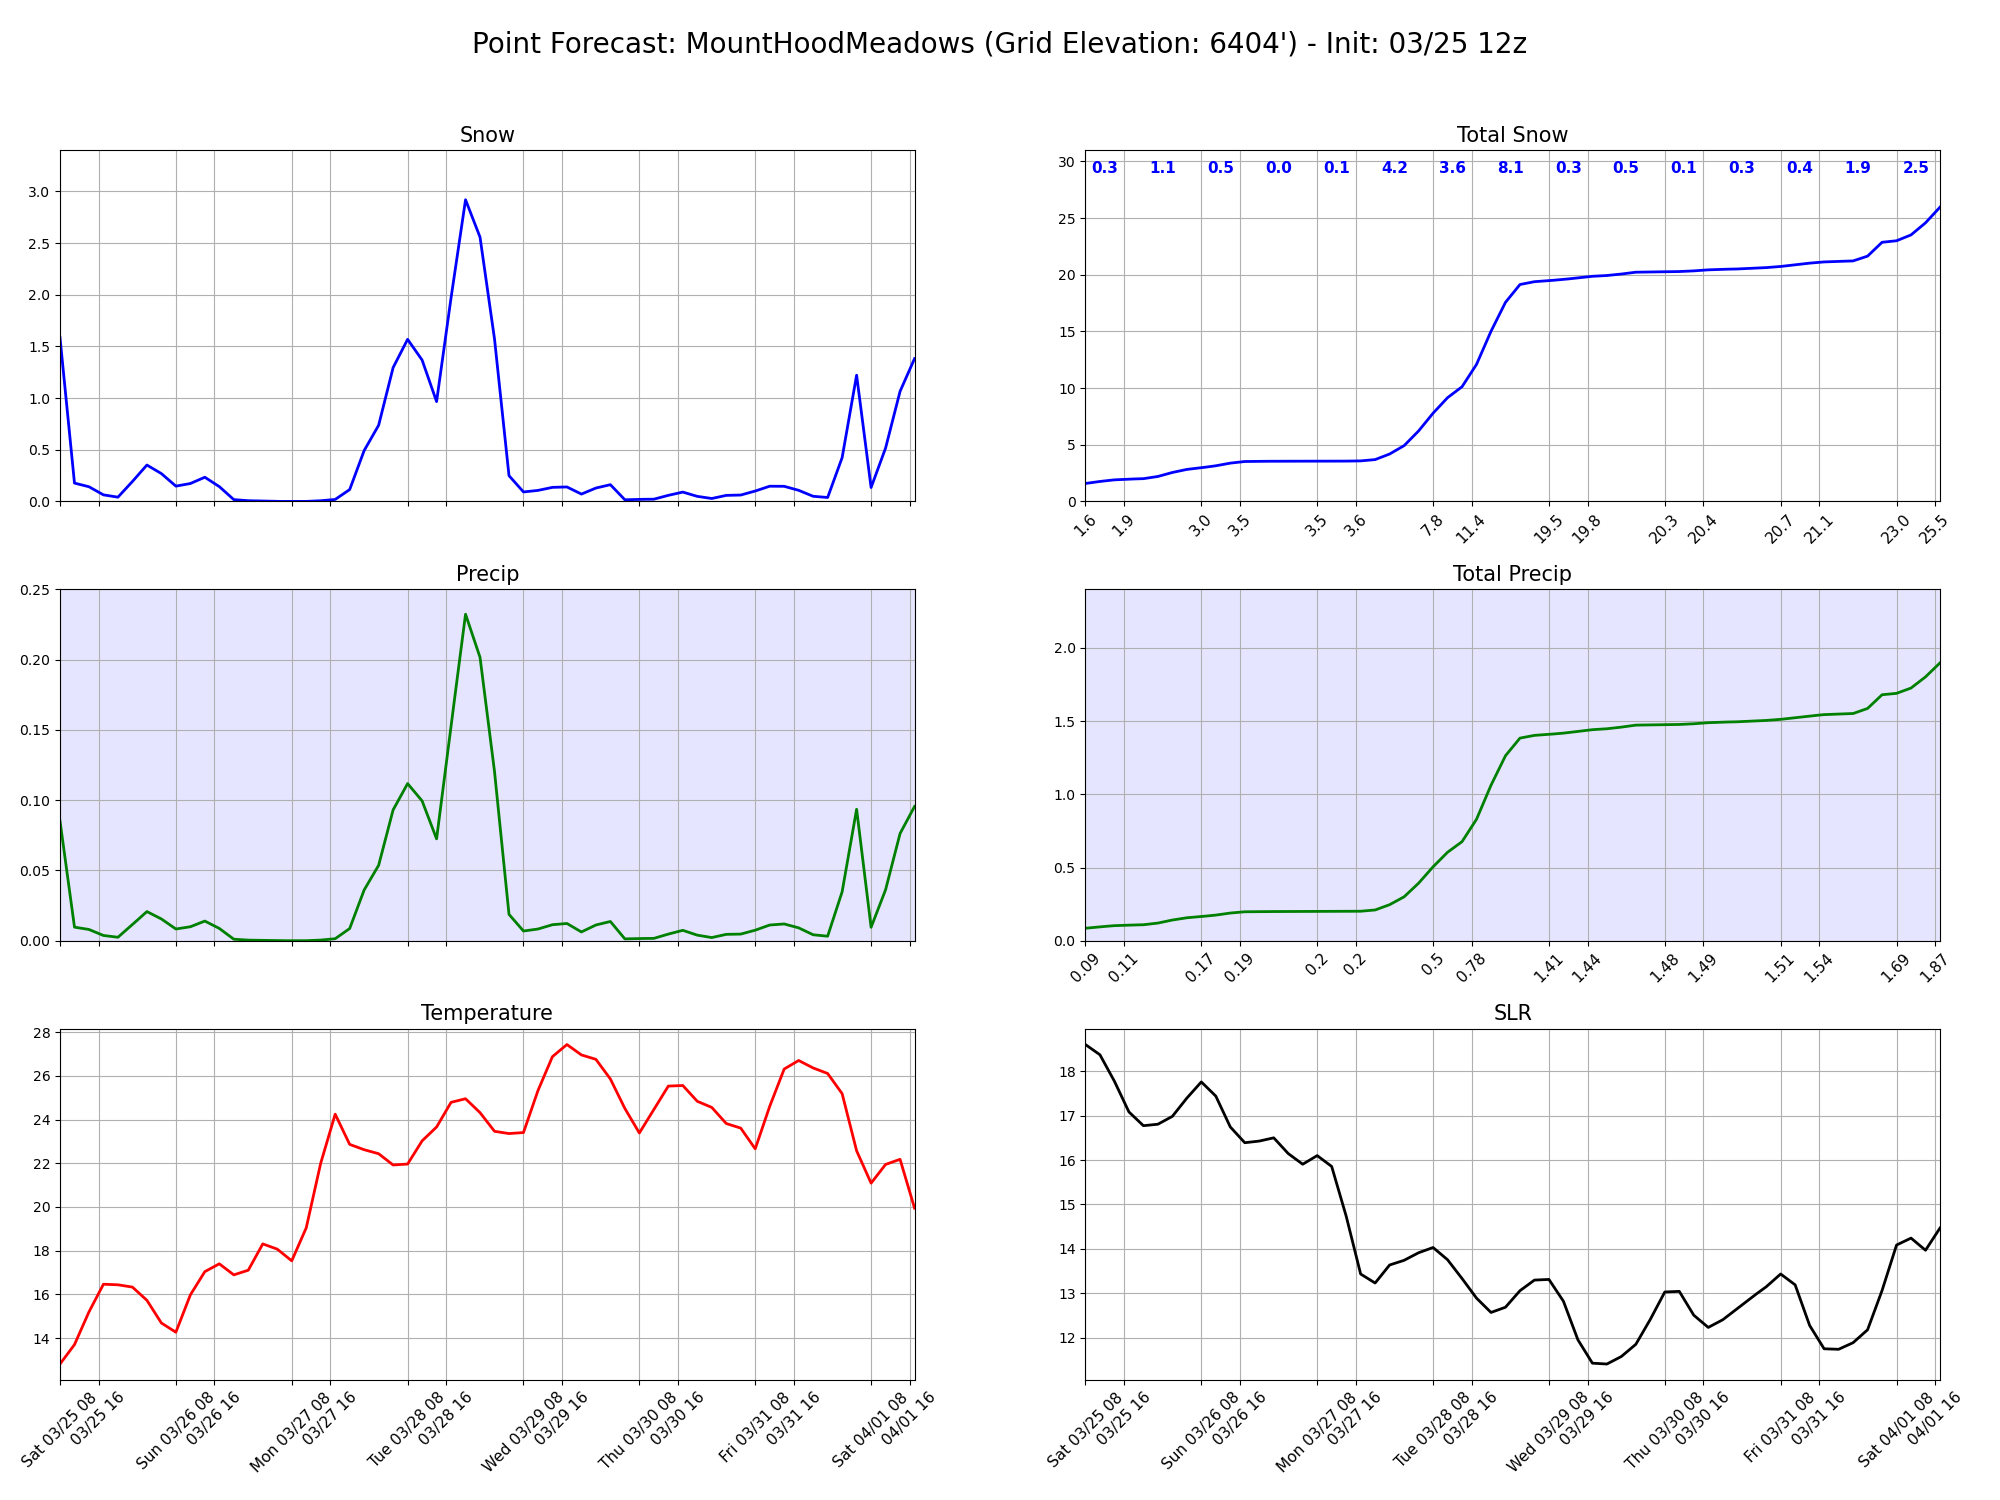 Point Forecast: MountHoodMeadows (Grid Elevation: 6404') - Init: 03/25 12z
Snow
3.0
2.5
2.0
1.5
1.0
0.5
0.0
Total Snow
0.3 1.1 0.5 0.0 0.1 4.2 3.6 8.1 0.3 0.5 0.1 0.3 0.4 1.9 2.5
30
25
20
15
10
5
0
1.6 1.9 3.0 3.5 3.5 3.6 7.8 11.4 19.5 19.8 20.3 20.4 20.7 21.1 23.0 25.5
Precip
0.25
0.20
0.15
0.10
0.05
0.00
Total Precip
2.0
1.5
1.0
0.5
0.0
0.09 0.11 0.17 0.19 0.2 0.2 0.5 0.78 1.41 1.44 1.48 1.49 1.51 1.54 1.69 1.87
Temperature
28
26
24
22
20
18
16
14
Sat 03/25 08
03/25 16
Sun 03/26 08
03/26 16
Mon 03/27 08
03/27 16
Tue 03/28 08
03/28 16
Wed 03/29 08
03/29 16
Thu 03/30 08
03/30 16
Fri 03/31 08
03/31 16
Sat 04/01 08
04/01 16
SLR
18
17
16
15
14
13
12
Sat 03/25 08
03/25 16
Sun 03/26 08
03/26 16
Mon 03/27 08
03/27 16
Tue 03/28 08
03/28 16
Wed 03/29 08
03/29 16
Thu 03/30 08
03/30 16
Fri 03/31 08
03/31 16
Sat 04/01 08
04/01 16